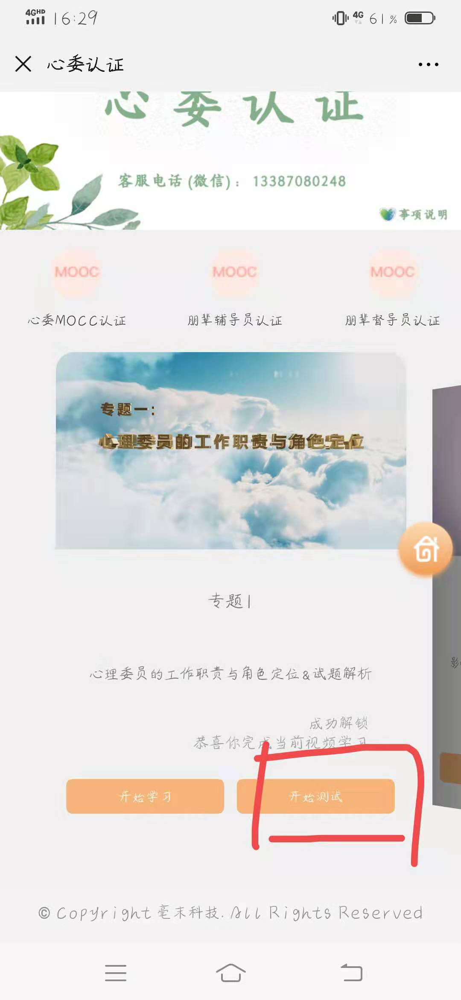 4GHD 16:29 4G 61%
心委认证
心委认证
客服电话(微信)：13387080248
事项说明
MOOC MOOC MOOC
心委MOCC认证 朋辈辅导员认证 朋辈督导员认证
专题一：
心理委员的工作职责与角色定位
专题1
心理委员的工作职责与角色定位&试题解析
成功解锁
恭喜你完成当前视频学习
开始学习 开始测试
© Copyright 毫末科技. All Rights Reserved